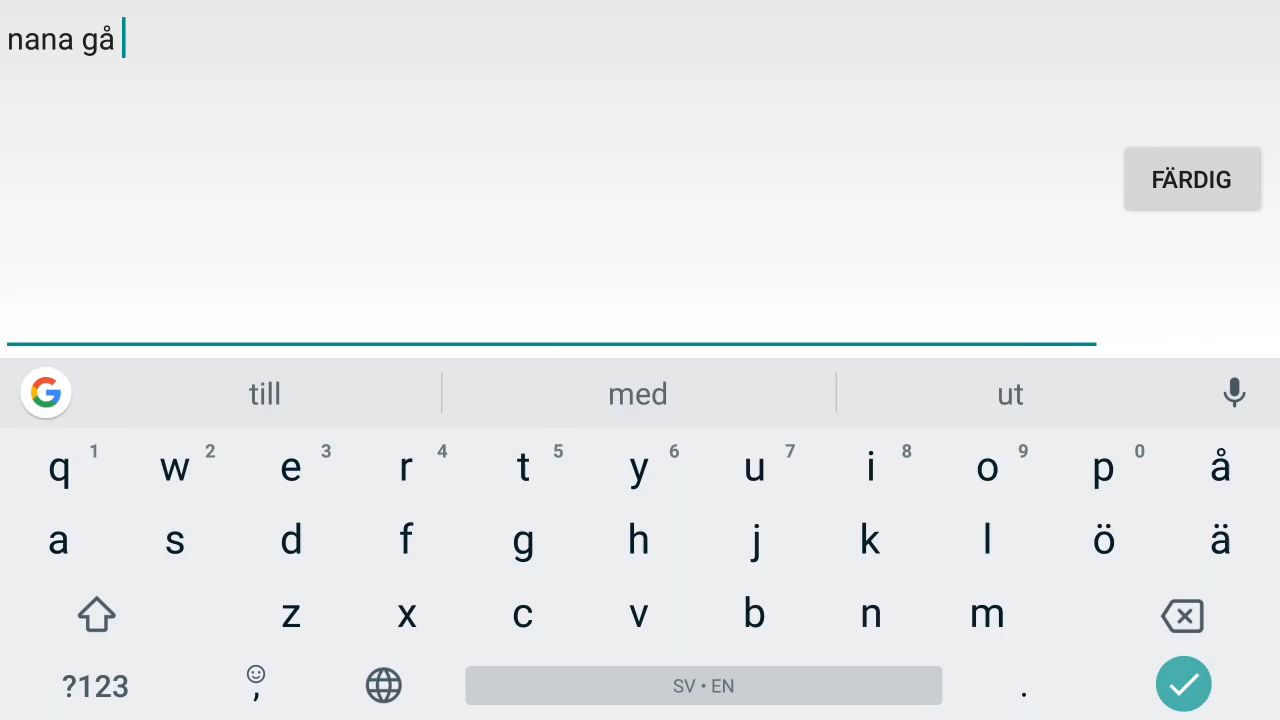 nana gå
FÄRDIG
till med ut
q 1 w 2 e 3 r 4 t 5 y 6 u 7 i 8 o 9 p 0 å
a s d f g h j k l ö ä
z x c v b n m
?123 , SV • EN .